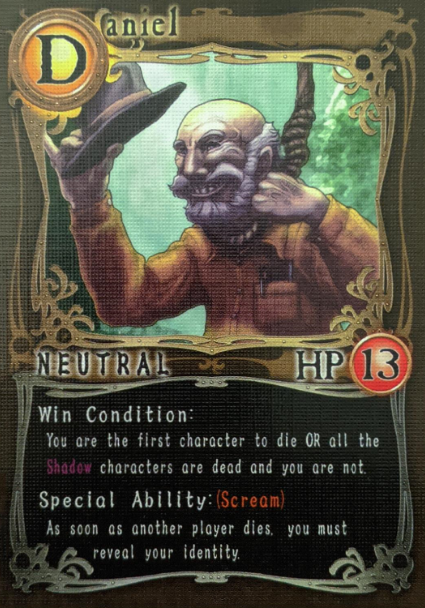 Daniel
NEUTRAL HP 13
Win Condition:
You are the first character to die OR all the
Shadow characters are dead and you are not.
Special Ability:(Scream)
As soon as another player dies, you must
reveal your identity.